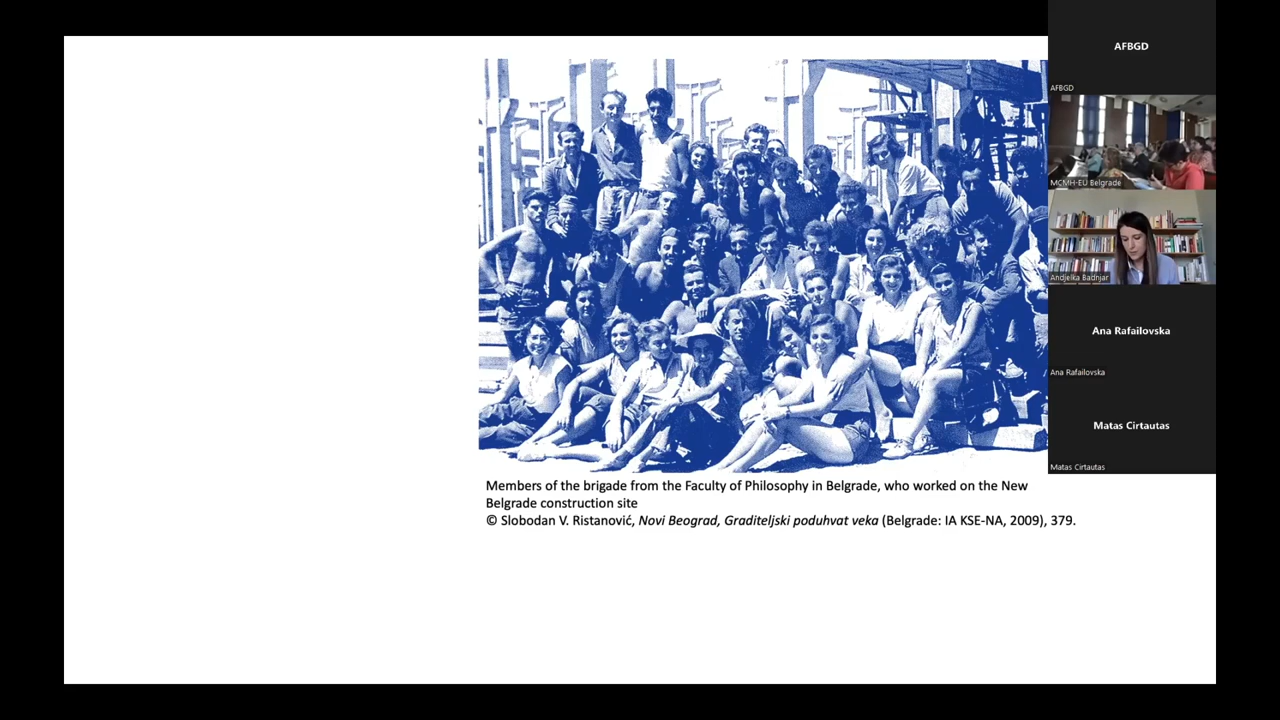 AFBGD
AFBGD
MCMH-EU Belgrade
Andjelka Badnjar
Ana Rafailovska
Ana Rafailovska
Matas Cirtautas
Matas Cirtautas
Members of the brigade from the Faculty of Philosophy in Belgrade, who worked on the New
Belgrade construction site
© Slobodan V. Ristanović, Novi Beograd, Graditeljski poduhvat veka (Belgrade: IA KSE-NA, 2009), 379.